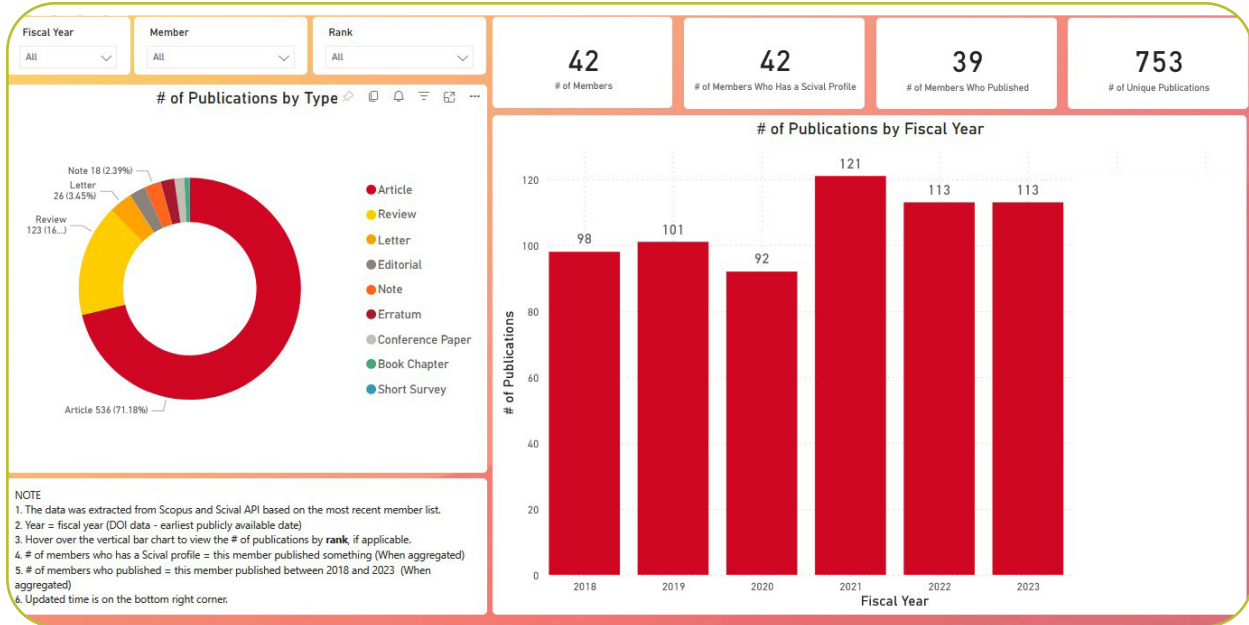 Fiscal Year
All
Member
All
Rank
All
42
# of Members
42
# of Members Who Has a Scival Profile
39
# of Members Who Published
753
# of Unique Publications
# of Publications by Type
Note 18 (2.39%)
Letter
26 (3.45%)
Review
123 (16...)
Article 536 (71.18%)
Article
Review
Letter
Editorial
Note
Erratum
Conference Paper
Book Chapter
Short Survey
# of Publications by Fiscal Year
# of Publications
120
100
80
60
40
20
0
98
101
92
121
113
113
2018
2019
2020
2021
2022
2023
Fiscal Year
NOTE
1. The data was extracted from Scopus and Scival API based on the most recent member list.
2. Year = fiscal year (DOI data - earliest publicly available date)
3. Hover over the vertical bar chart to view the # of publications by rank, if applicable.
4. # of members who has a Scival profile = this member published something (When aggregated)
5. # of members who published = this member published between 2018 and 2023 (When
aggregated)
6. Updated time is on the bottom right corner.